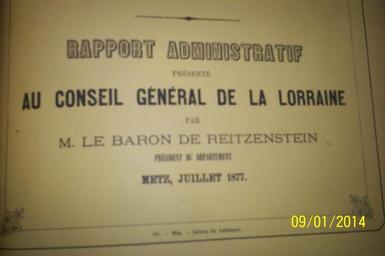 RAPPORT ADMINISTRATIF
PRÉSENTÉ
AU CONSEIL GÉNÉRAL DE LA LORRAINE
PAR
M. LE BARON DE REITZENSTEIN
PRÉSIDENT DU DÉPARTEMENT.
METZ, JUILLET 1877.
09/01/2014